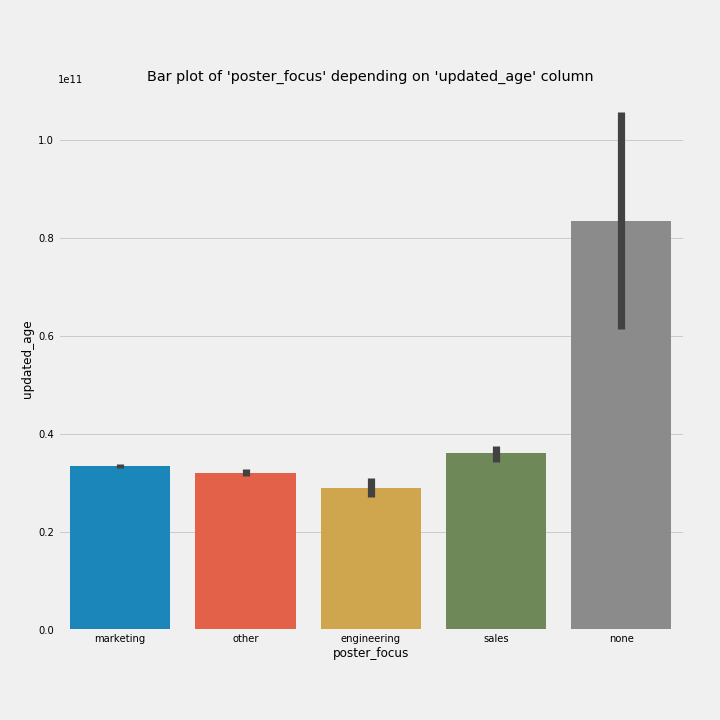 Bar plot of 'poster_focus' depending on 'updated_age' column
1e11
1.0
0.8
0.6
0.4
0.2
0.0
updated_age
marketing other engineering sales none
poster_focus